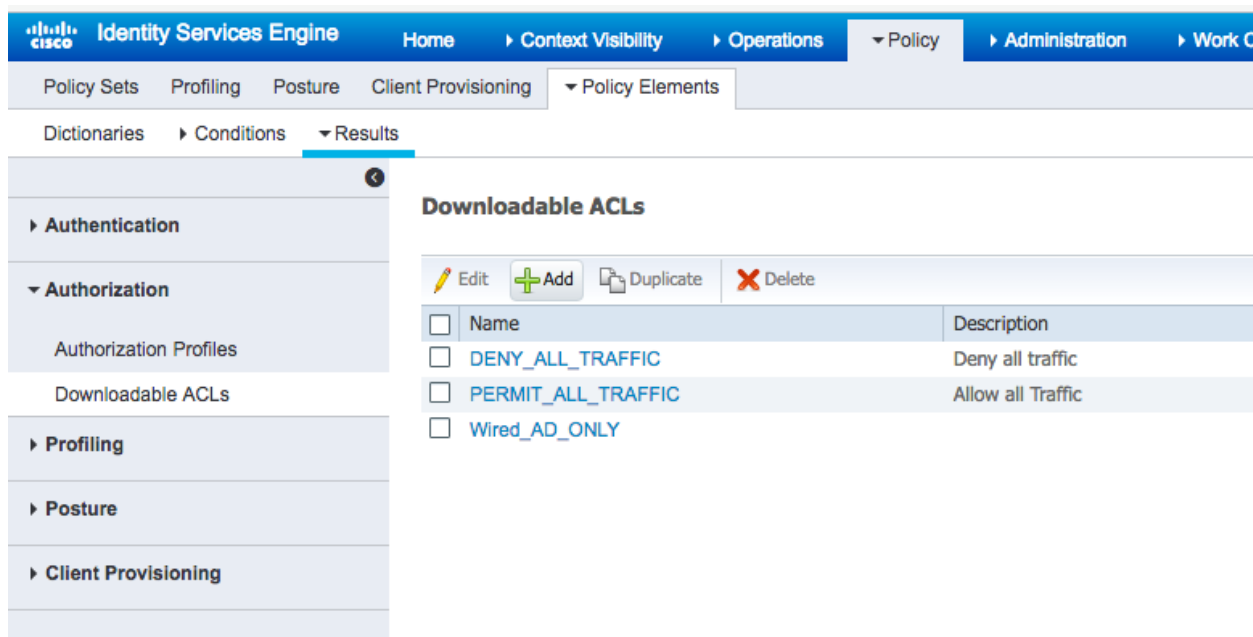 cisco Identity Services Engine Home Context Visibility Operations Policy Administration Work C
Policy Sets Profiling Posture Client Provisioning Policy Elements
Dictionaries Conditions Results
Authentication
Authorization
Authorization Profiles
Downloadable ACLs
Profiling
Posture
Client Provisioning
Downloadable ACLs
Edit Add Duplicate Delete
Name Description
DENY_ALL_TRAFFIC Deny all traffic
PERMIT_ALL_TRAFFIC Allow all Traffic
Wired_AD_ONLY